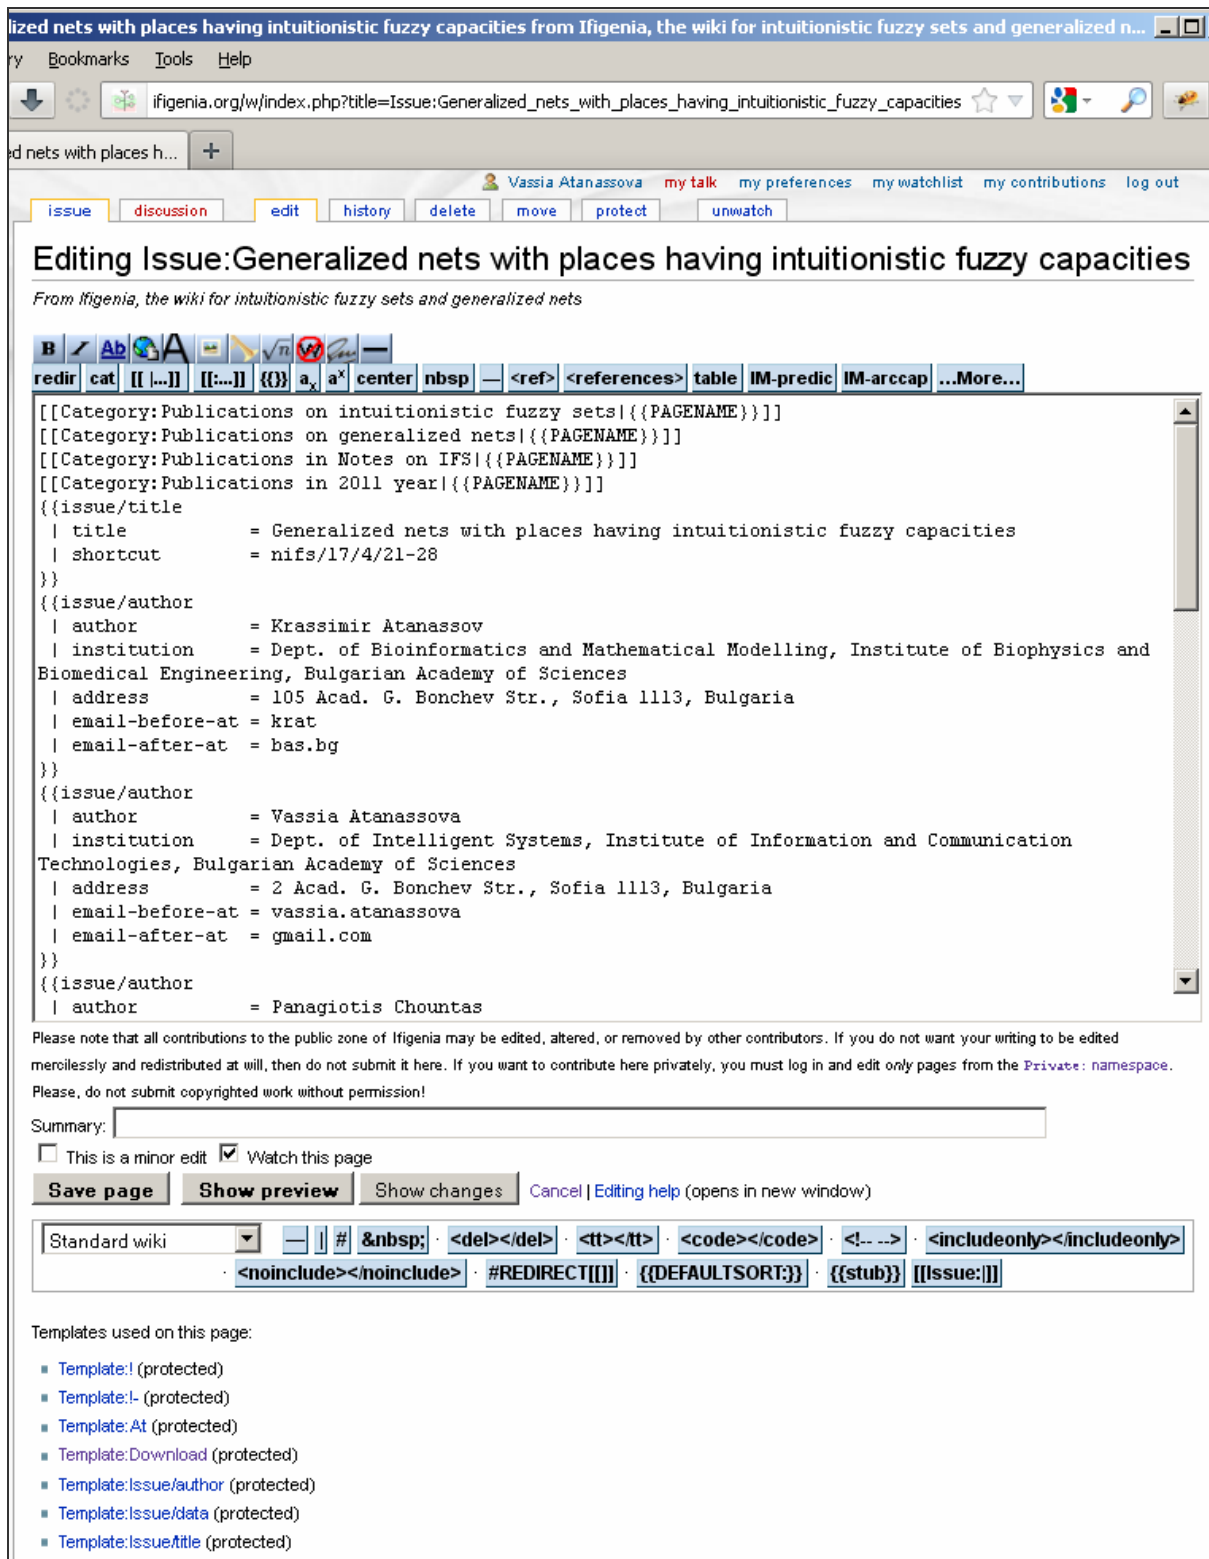 lized nets with places having intuitionistic fuzzy capacities from Ifigenia, the wiki for intuitionistic fuzzy sets and generalized n...
ry Bookmarks Tools Help
ifigenia.org/w/index.php?title=Issue:Generalized_nets_with_places_having_intuitionistic_fuzzy_capacities
ed nets with places h... +
Vassia Atanassova my talk my preferences my watchlist my contributions log out
issue discussion edit history delete move protect unwatch
Editing Issue:Generalized nets with places having intuitionistic fuzzy capacities
From Ifigenia, the wiki for intuitionistic fuzzy sets and generalized nets
B I Ab A √n W
redir cat [[ |...]] [[:...]] {{}} aₓ aˣ center nbsp — <ref> <references> table IM-predic IM-arccap ...More...
[[Category:Publications on intuitionistic fuzzy sets|{{PAGENAME}}]]
[[Category:Publications on generalized nets|{{PAGENAME}}]]
[[Category:Publications in Notes on IFS|{{PAGENAME}}]]
[[Category:Publications in 2011 year|{{PAGENAME}}]]
{{issue/title
| title = Generalized nets with places having intuitionistic fuzzy capacities
| shortcut = nifs/17/4/21-28
}}
{{issue/author
| author = Krassimir Atanassov
| institution = Dept. of Bioinformatics and Mathematical Modelling, Institute of Biophysics and
Biomedical Engineering, Bulgarian Academy of Sciences
| address = 105 Acad. G. Bonchev Str., Sofia 1113, Bulgaria
| email-before-at = krat
| email-after-at = bas.bg
}}
{{issue/author
| author = Vassia Atanassova
| institution = Dept. of Intelligent Systems, Institute of Information and Communication
Technologies, Bulgarian Academy of Sciences
| address = 2 Acad. G. Bonchev Str., Sofia 1113, Bulgaria
| email-before-at = vassia.atanassova
| email-after-at = gmail.com
}}
{{issue/author
| author = Panagiotis Chountas
Please note that all contributions to the public zone of Ifigenia may be edited, altered, or removed by other contributors. If you do not want your writing to be edited
mercilessly and redistributed at will, then do not submit it here. If you want to contribute here privately, you must log in and edit only pages from the Private: namespace.
Please, do not submit copyrighted work without permission!
Summary:
This is a minor edit Watch this page
Save page Show preview Show changes Cancel | Editing help (opens in new window)
Standard wiki — | # &nbsp; · <del></del> · <tt></tt> · <code></code> · <!-- --> · <includeonly></includeonly>
· <noinclude></noinclude> · #REDIRECT[[]] · {{DEFAULTSORT:}} · {{stub}} [[Issue:|]]
Templates used on this page:
Template:! (protected)
Template:!- (protected)
Template:At (protected)
Template:Download (protected)
Template:Issue/author (protected)
Template:Issue/data (protected)
Template:Issue/title (protected)